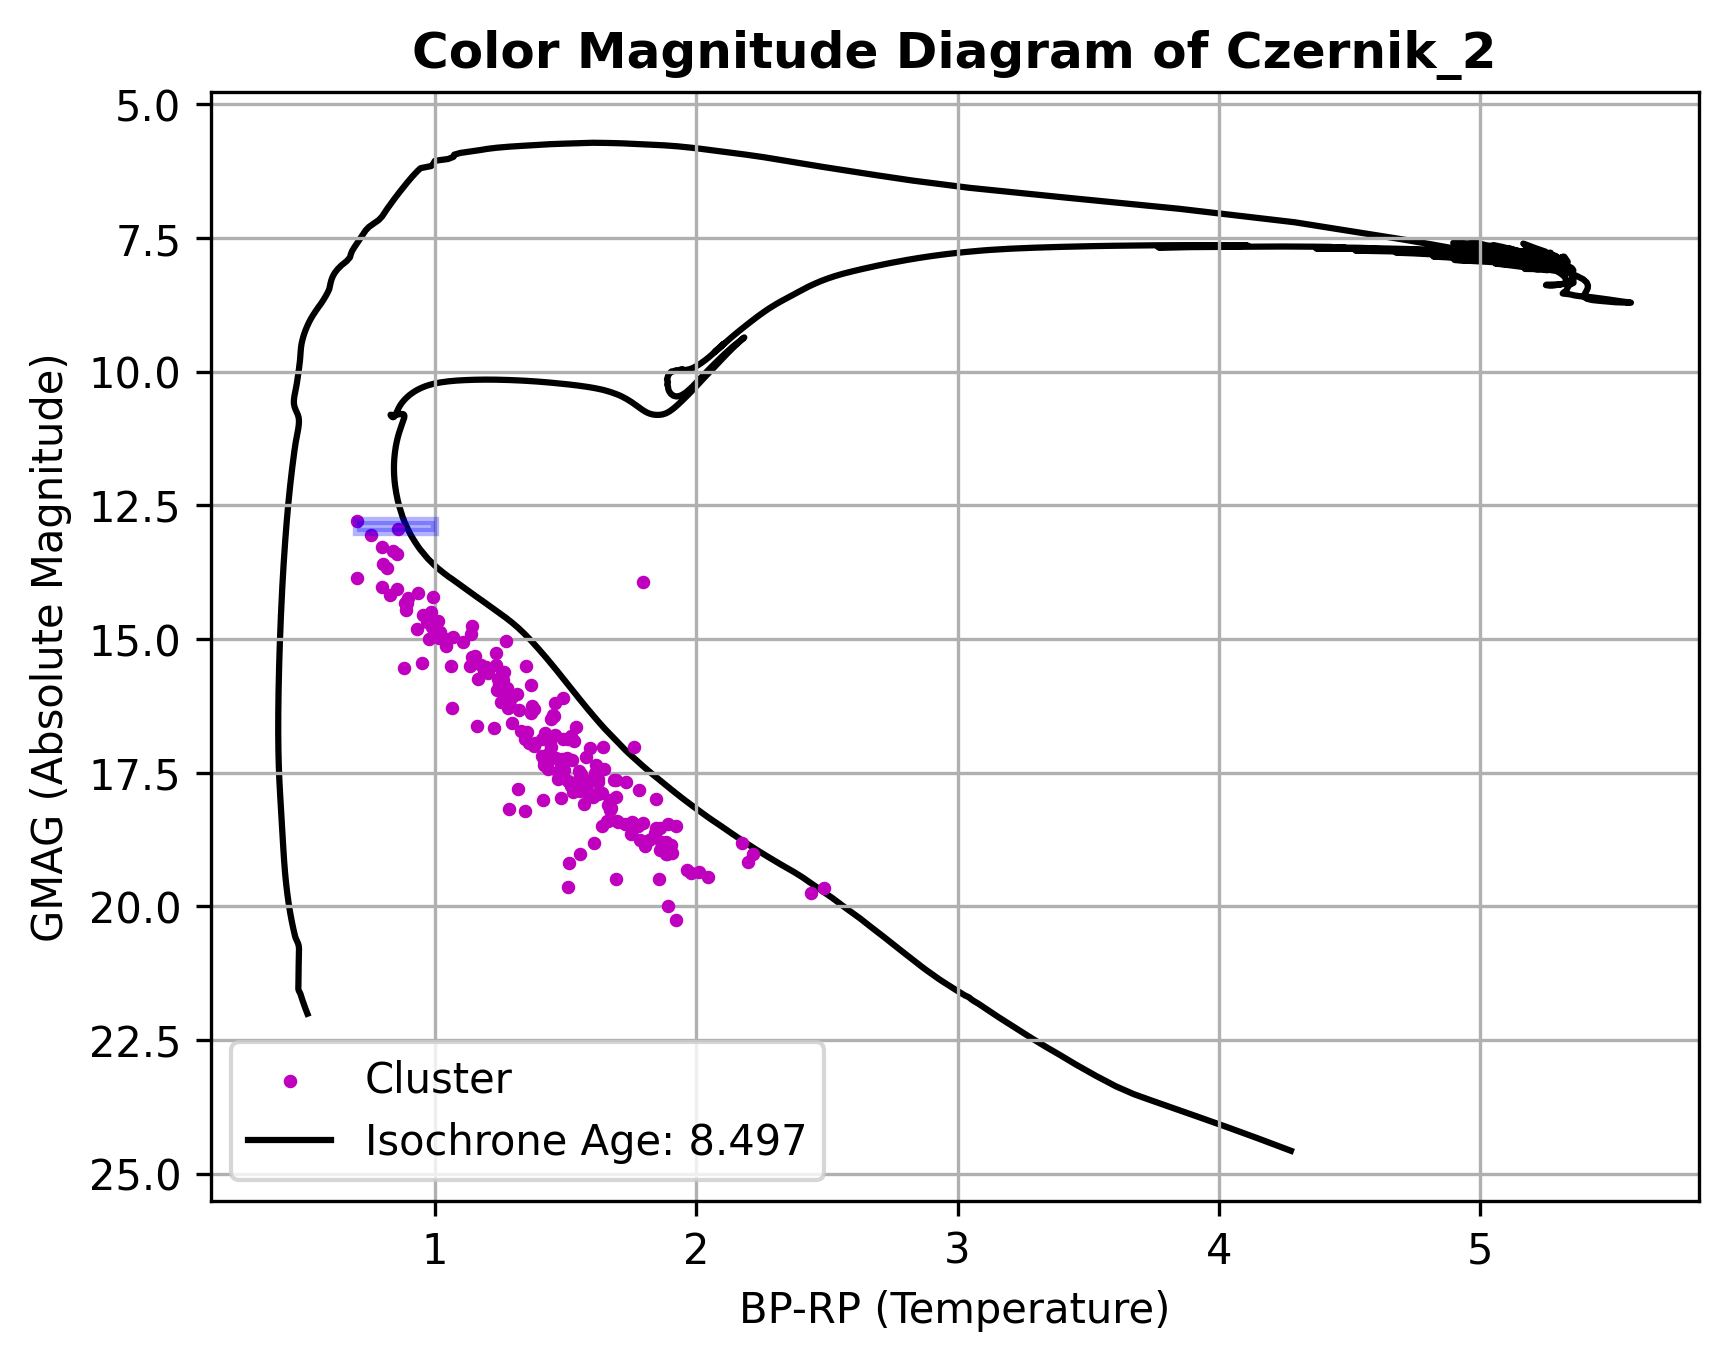 Color Magnitude Diagram of Czernik_2
GMAG (Absolute Magnitude)
5.0
7.5
10.0
12.5
15.0
17.5
20.0
22.5
25.0
Cluster
Isochrone Age: 8.497
1 2 3 4 5
BP-RP (Temperature)